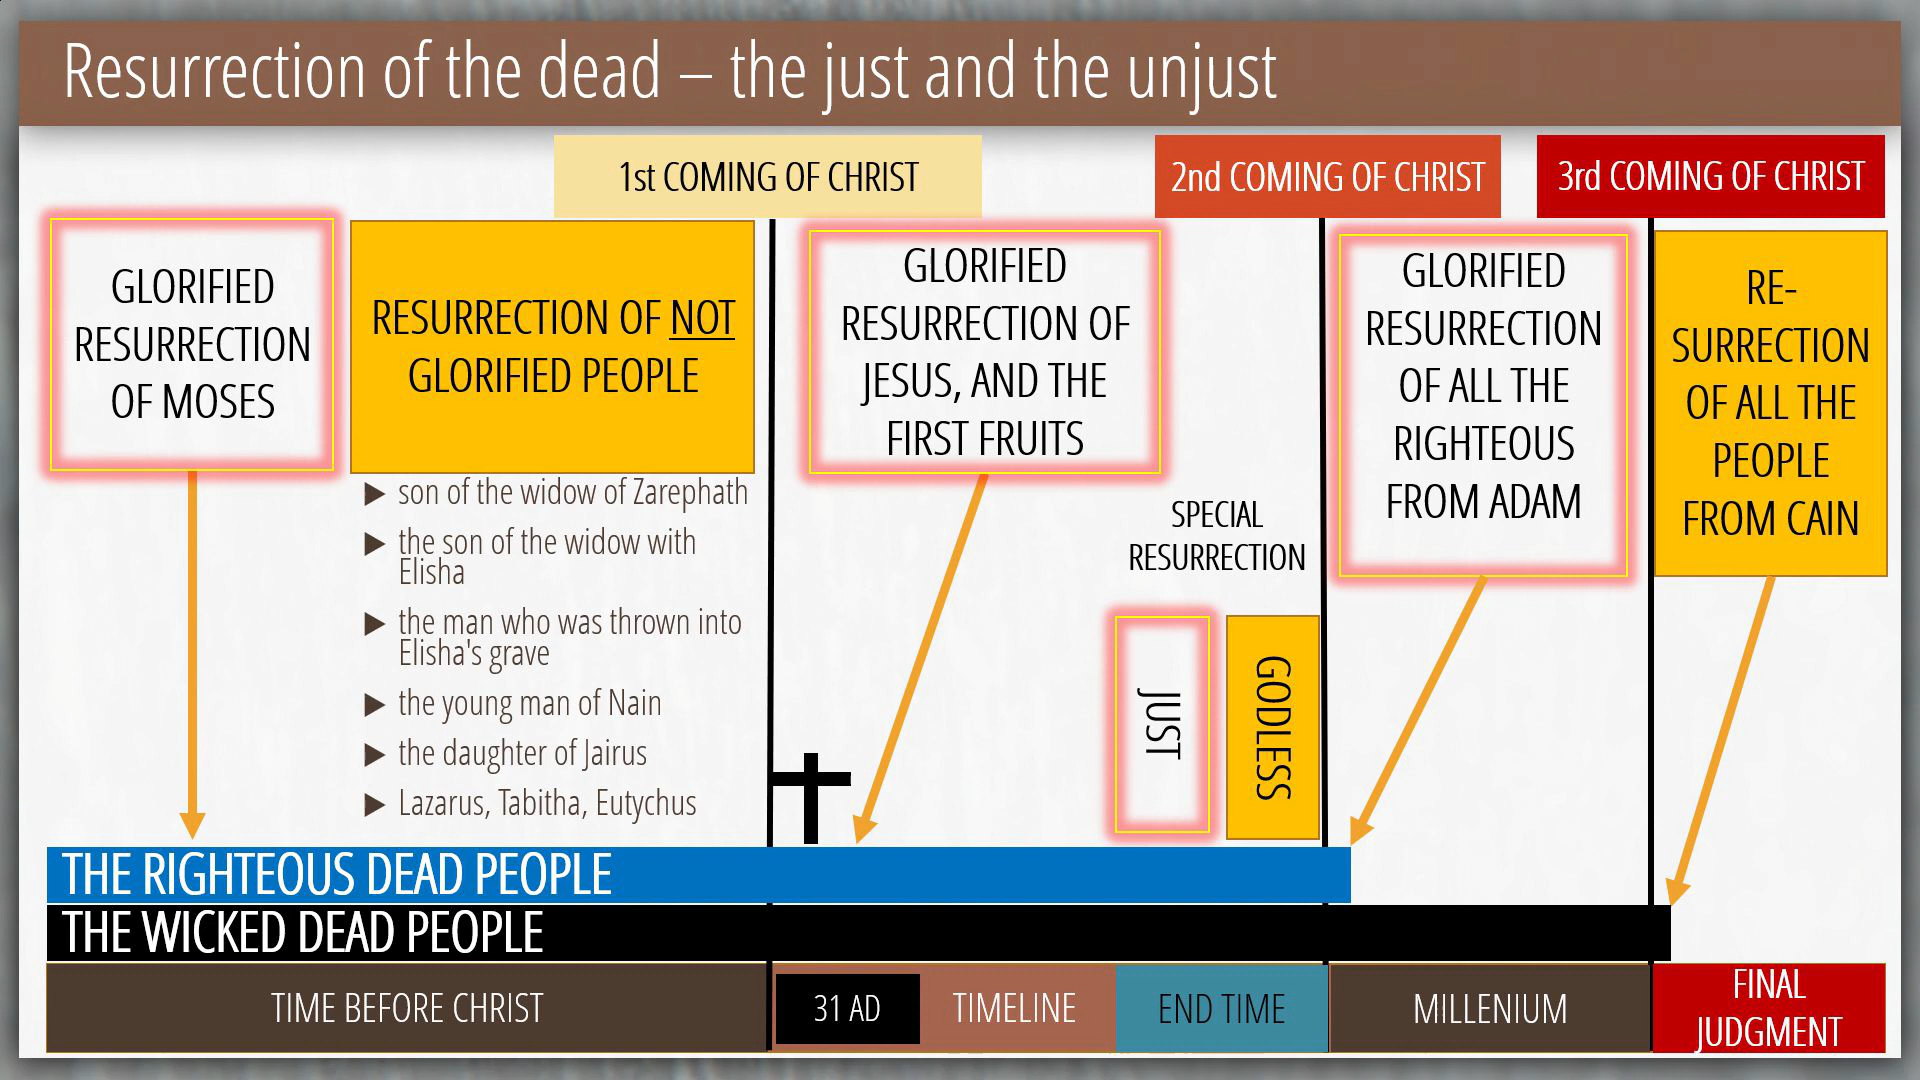 Resurrection of the dead – the just and the unjust
1st COMING OF CHRIST
2nd COMING OF CHRIST
3rd COMING OF CHRIST
GLORIFIED
RESURRECTION
OF MOSES
RESURRECTION OF NOT
GLORIFIED PEOPLE
son of the widow of Zarephath
the son of the widow with
Elisha
the man who was thrown into
Elisha's grave
the young man of Nain
the daughter of Jairus
Lazarus, Tabitha, Eutychus
GLORIFIED
RESURRECTION OF
JESUS, AND THE
FIRST FRUITS
SPECIAL
RESURRECTION
JUST
GODLESS
GLORIFIED
RESURRECTION
OF ALL THE
RIGHTEOUS
FROM ADAM
RE-
SURRECTION
OF ALL THE
PEOPLE
FROM CAIN
THE RIGHTEOUS DEAD PEOPLE
THE WICKED DEAD PEOPLE
TIME BEFORE CHRIST
31 AD
TIMELINE
END TIME
MILLENIUM
FINAL
JUDGMENT